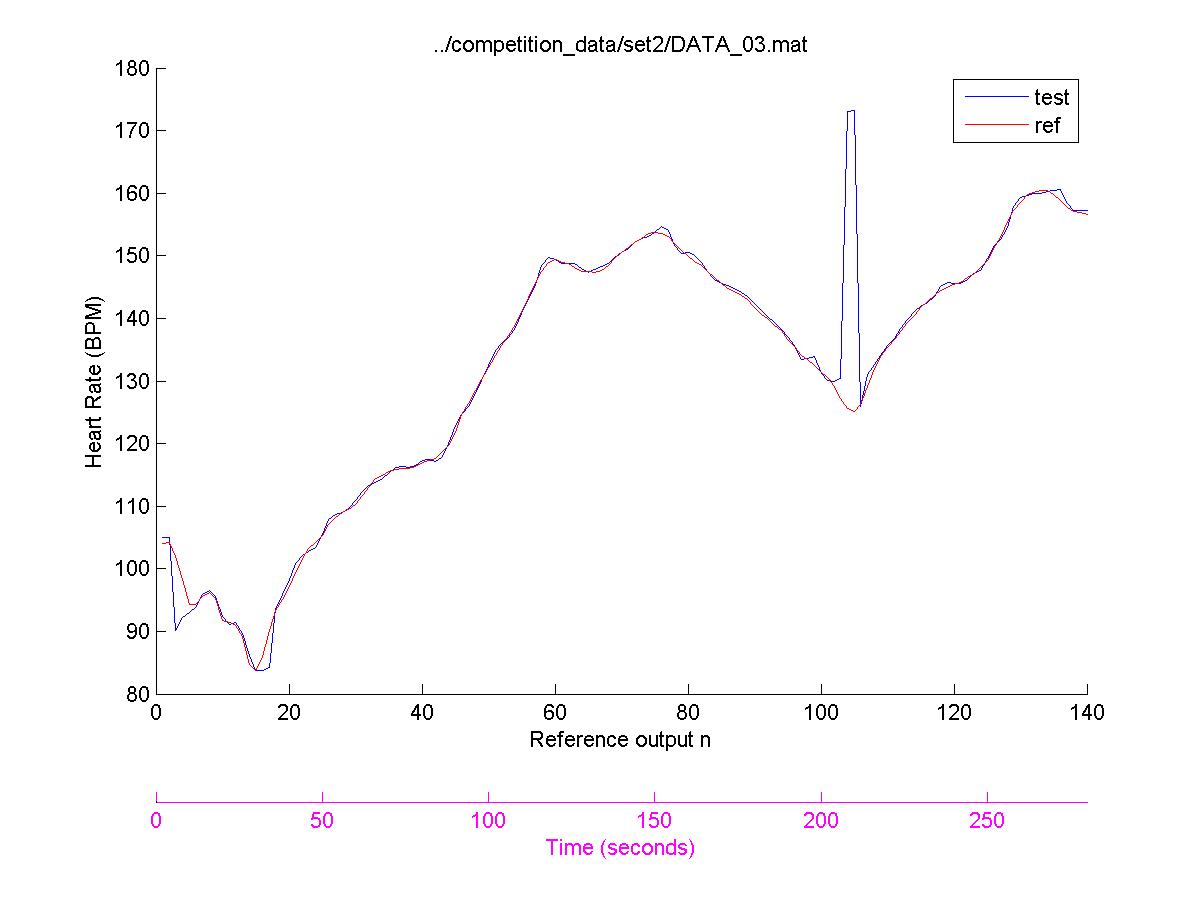 ../competition_data/set2/DATA_03.mat
180
170
160
150
140
130
120
110
100
90
80
Heart Rate (BPM)
test
ref
0 20 40 60 80 100 120 140
Reference output n
0 50 100 150 200 250
Time (seconds)